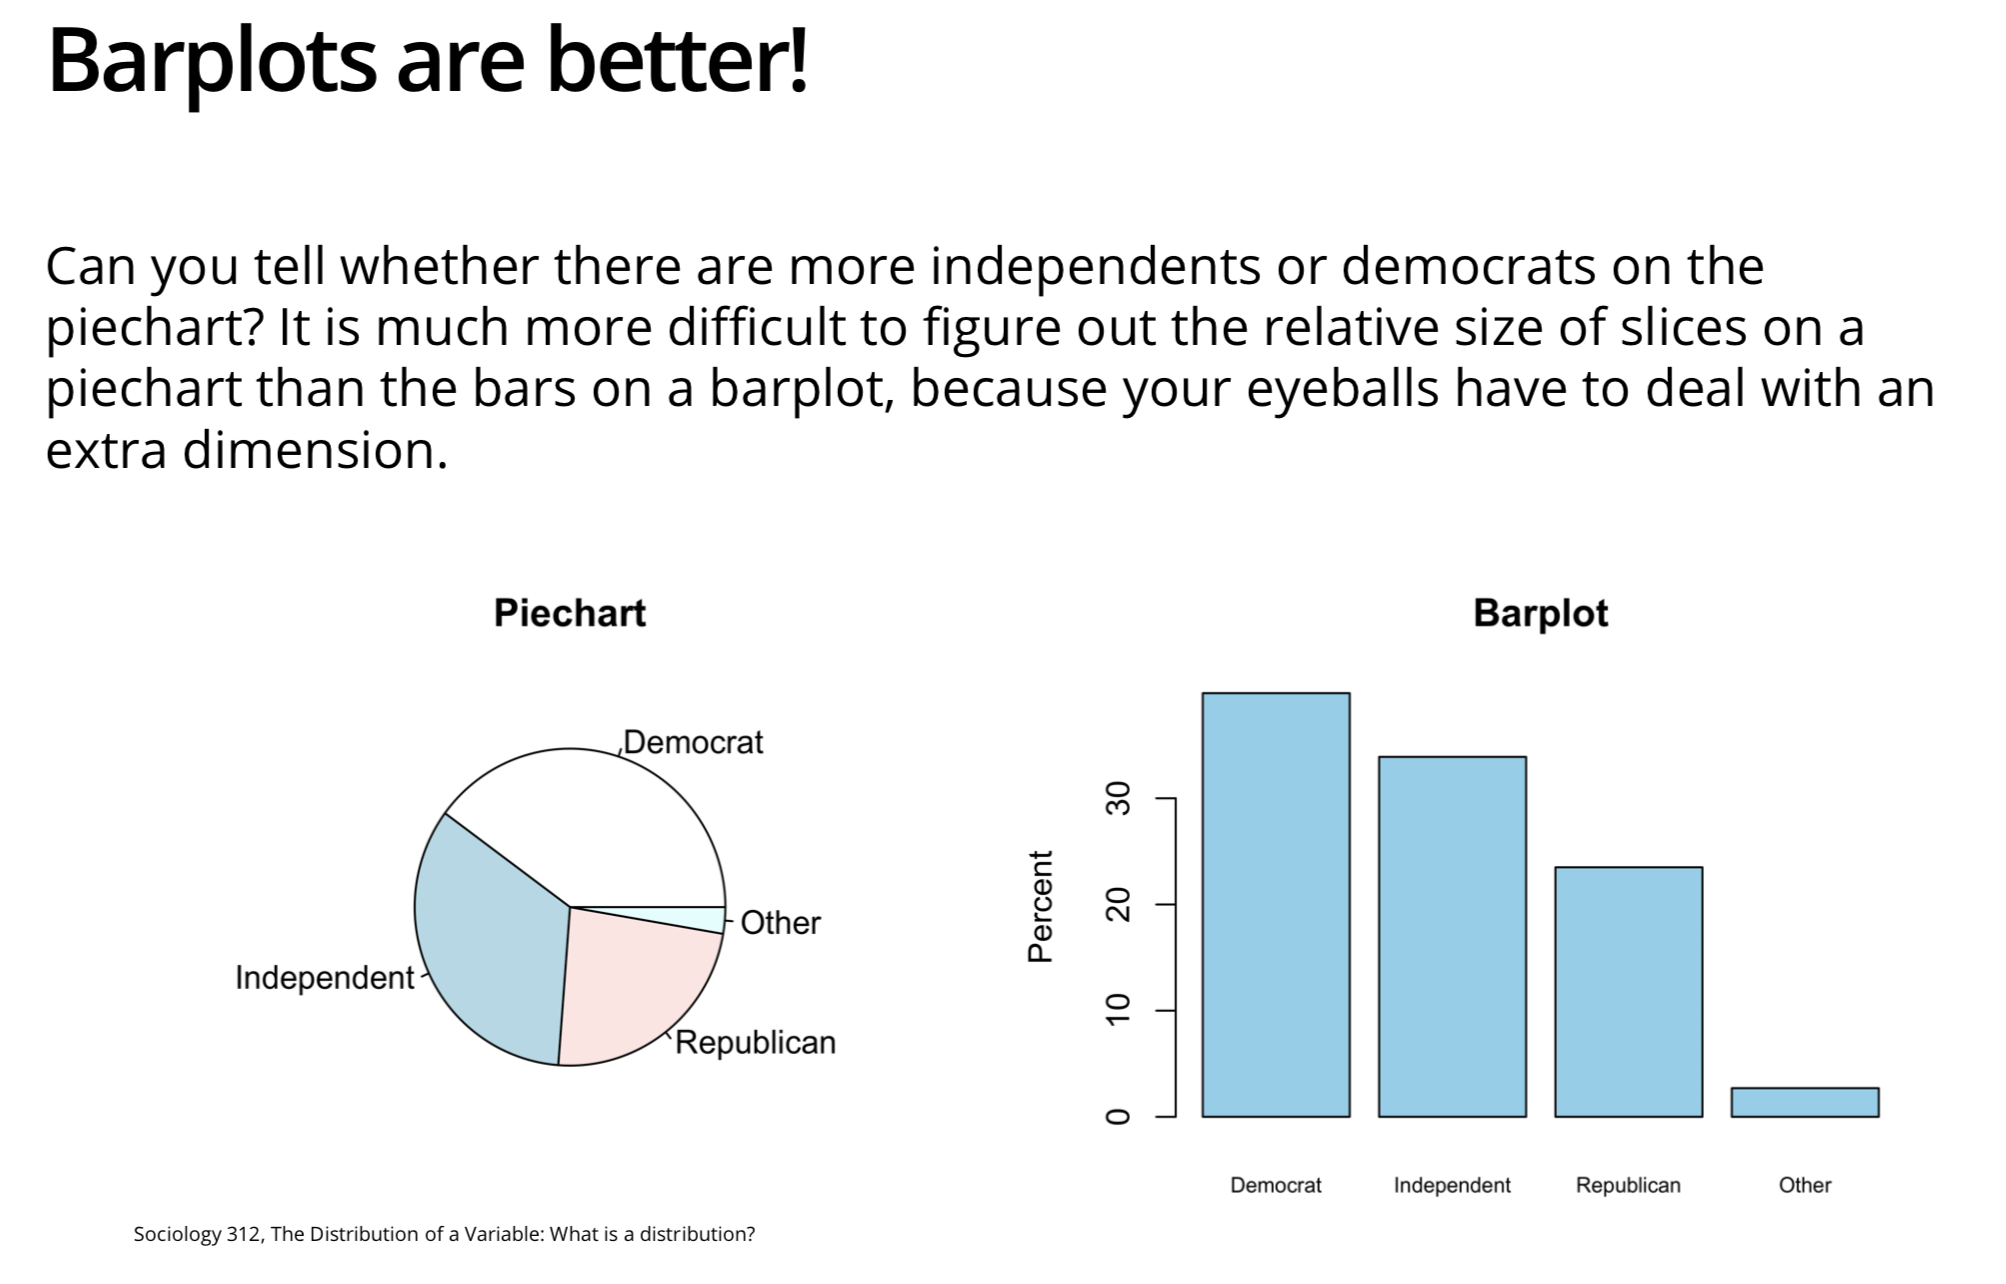 Barplots are better!
Can you tell whether there are more independents or democrats on the
piechart? It is much more difficult to figure out the relative size of slices on a
piechart than the bars on a barplot, because your eyeballs have to deal with an
extra dimension.
Piechart
Democrat
Other
Independent
Republican
Barplot
Percent
30
20
10
0
Democrat Independent Republican Other
Sociology 312, The Distribution of a Variable: What is a distribution?